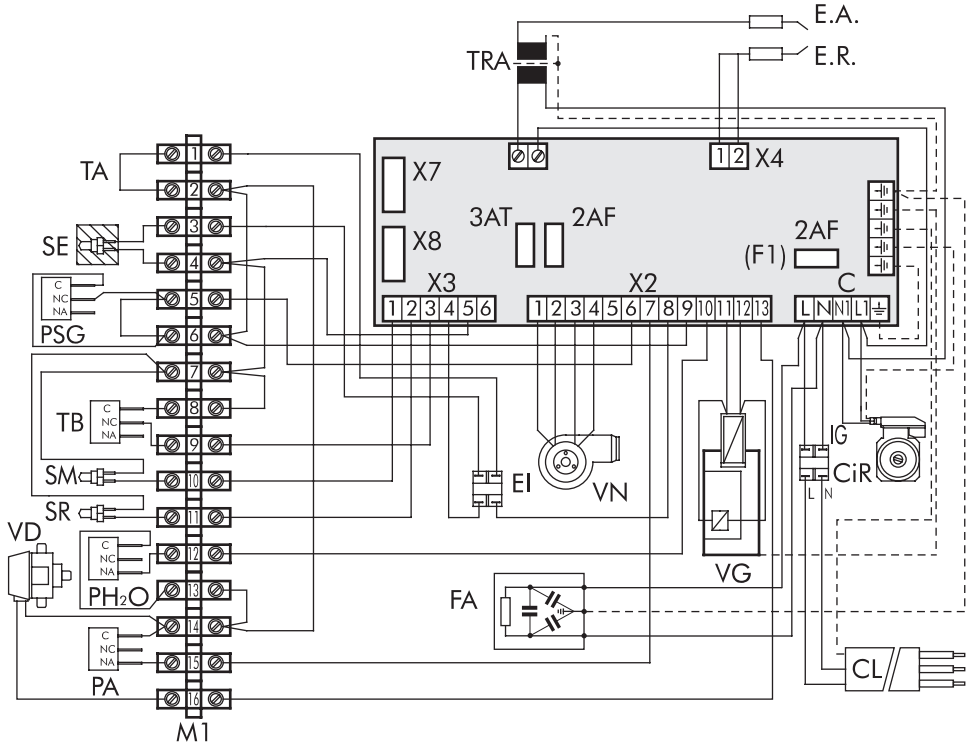 E.A.
E.R.
TRA
1 2 X4
X7
X8
3AT
2AF
2AF
(F1)
C
X3
X2
1 2 3 4 5 6
1 2 3 4 5 6 7 8 9 10 11 12 13
L N N1 L1
TA
1
2
SE
3
4
C
NC
NA
PSG
5
6
7
TB
C
NC
NA
8
9
SM
10
SR
11
VD
C
NC
NA
PH2O
12
13
14
C
NC
NA
PA
15
16
M1
EI
VN
VG
IG
CiR
L N
FA
CL